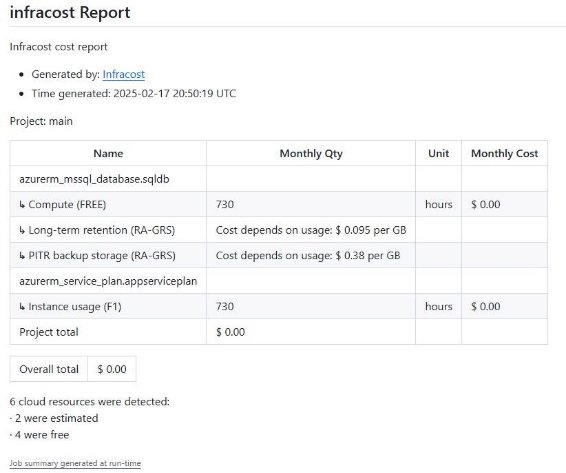 infracost Report
Infracost cost report
• Generated by: Infracost
• Time generated: 2025-02-17 20:50:19 UTC
Project: main
Name Monthly Qty Unit Monthly Cost
azurerm_mssql_database.sqldb
↳ Compute (FREE) 730 hours $ 0.00
↳ Long-term retention (RA-GRS) Cost depends on usage: $ 0.095 per GB
↳ PITR backup storage (RA-GRS) Cost depends on usage: $ 0.38 per GB
azurerm_service_plan.appserviceplan
↳ Instance usage (F1) 730 hours $ 0.00
Project total $ 0.00
Overall total $ 0.00
6 cloud resources were detected:
· 2 were estimated
· 4 were free
Job summary generated at run-time